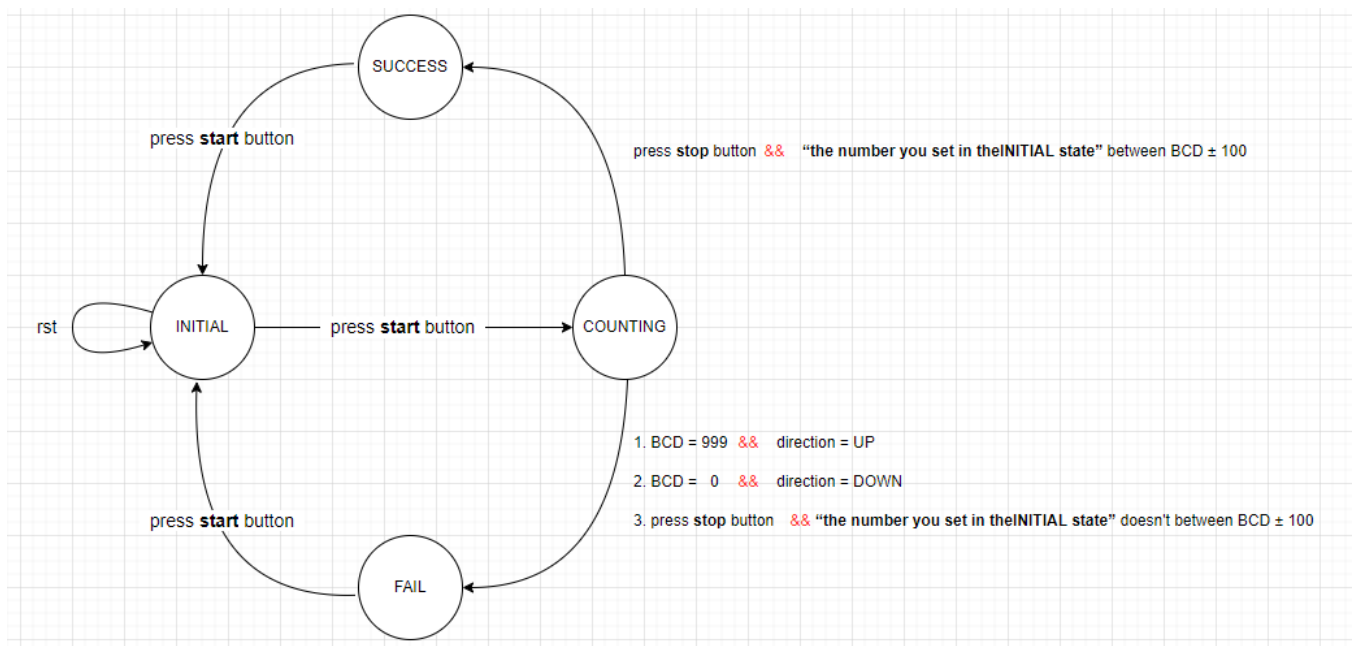 SUCCESS
press start button
press stop button && “the number you set in theINITIAL state” between BCD ± 100
rst
INITIAL
press start button
COUNTING
1. BCD = 999 && direction = UP
2. BCD = 0 && direction = DOWN
3. press stop button && “the number you set in theINITIAL state” doesn't between BCD ± 100
press start button
FAIL